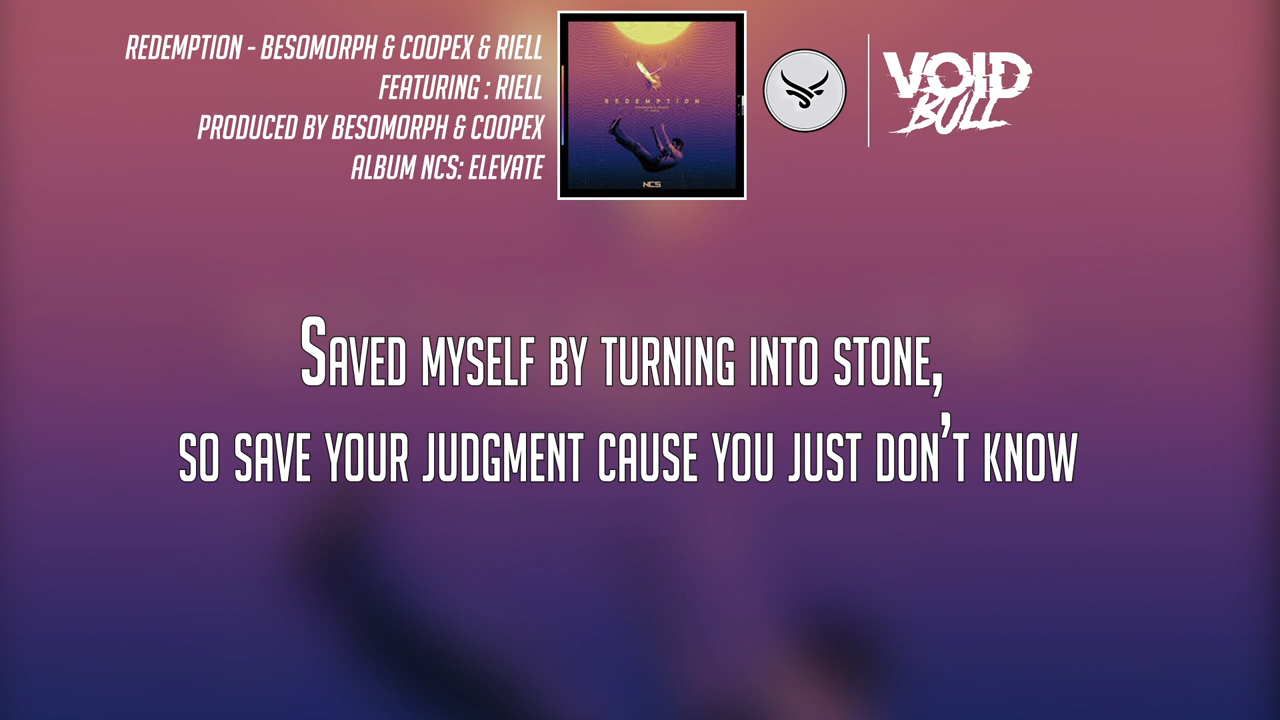 REDEMPTION - BESOMORPH & COOPEX & RIELL
FEATURING : RIELL
PRODUCED BY BESOMORPH & COOPEX
ALBUM NCS: ELEVATE
REDEMPTION
NCS
VOID
BULL
SAVED MYSELF BY TURNING INTO STONE,
SO SAVE YOUR JUDGMENT CAUSE YOU JUST DON'T KNOW